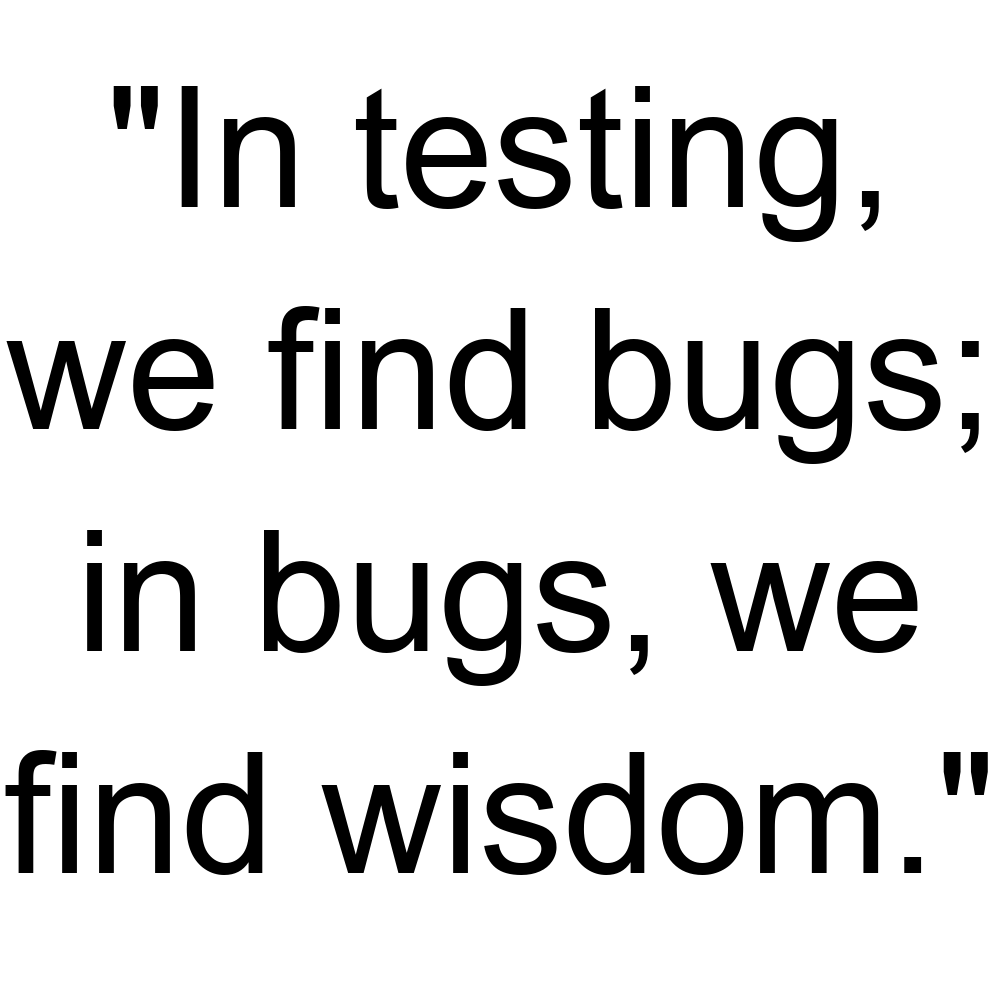 "In testing,
we find bugs;
in bugs, we
find wisdom."